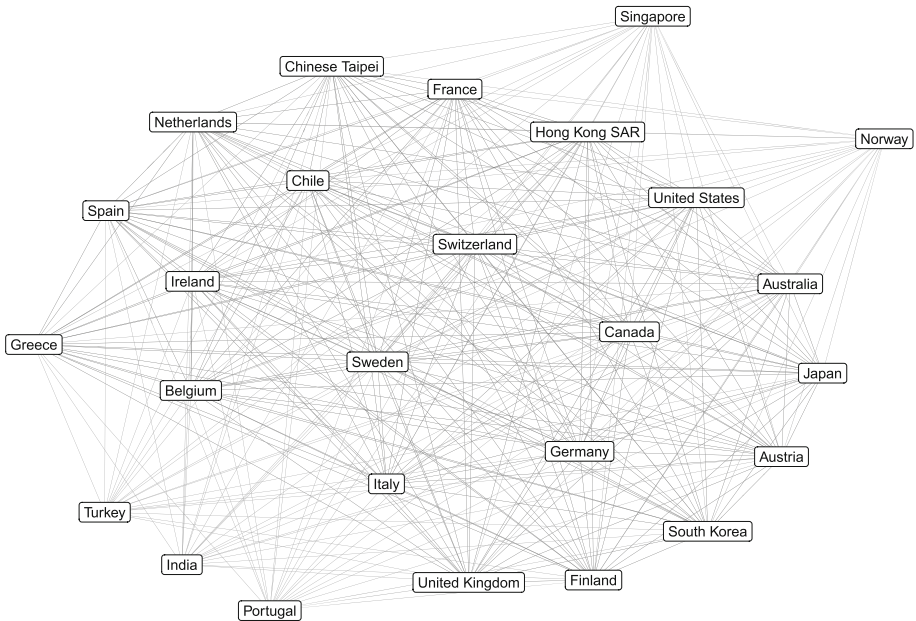 Singapore
Chinese Taipei
France
Netherlands
Hong Kong SAR
Norway
Chile
United States
Spain
Switzerland
Ireland
Australia
Canada
Greece
Sweden
Japan
Belgium
Germany
Austria
Italy
Turkey
South Korea
India
Finland
United Kingdom
Portugal